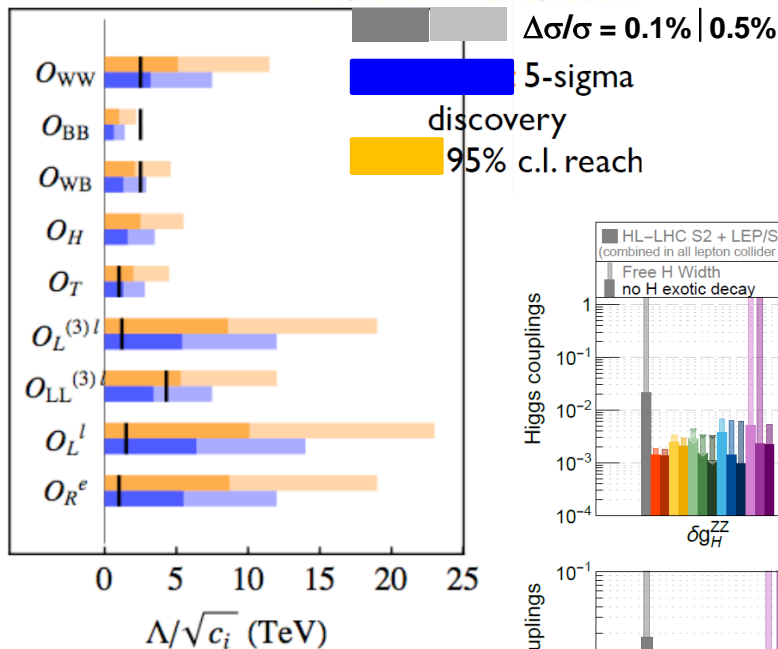 Δσ/σ = 0.1% | 0.5%
5-sigma
discovery
95% c.l. reach
O_WW
O_BB
O_WB
O_H
O_T
O_L^(3) l
O_LL^(3) l
O_L^l
O_R^e
0 5 10 15 20 25
Λ/√c_i (TeV)
HL-LHC S2 + LEP/S
(combined in all lepton collider
Free H Width
no H exotic decay
Higgs couplings
1
10^-1
10^-2
10^-3
10^-4
δg_H^ZZ
10^-1
uplings